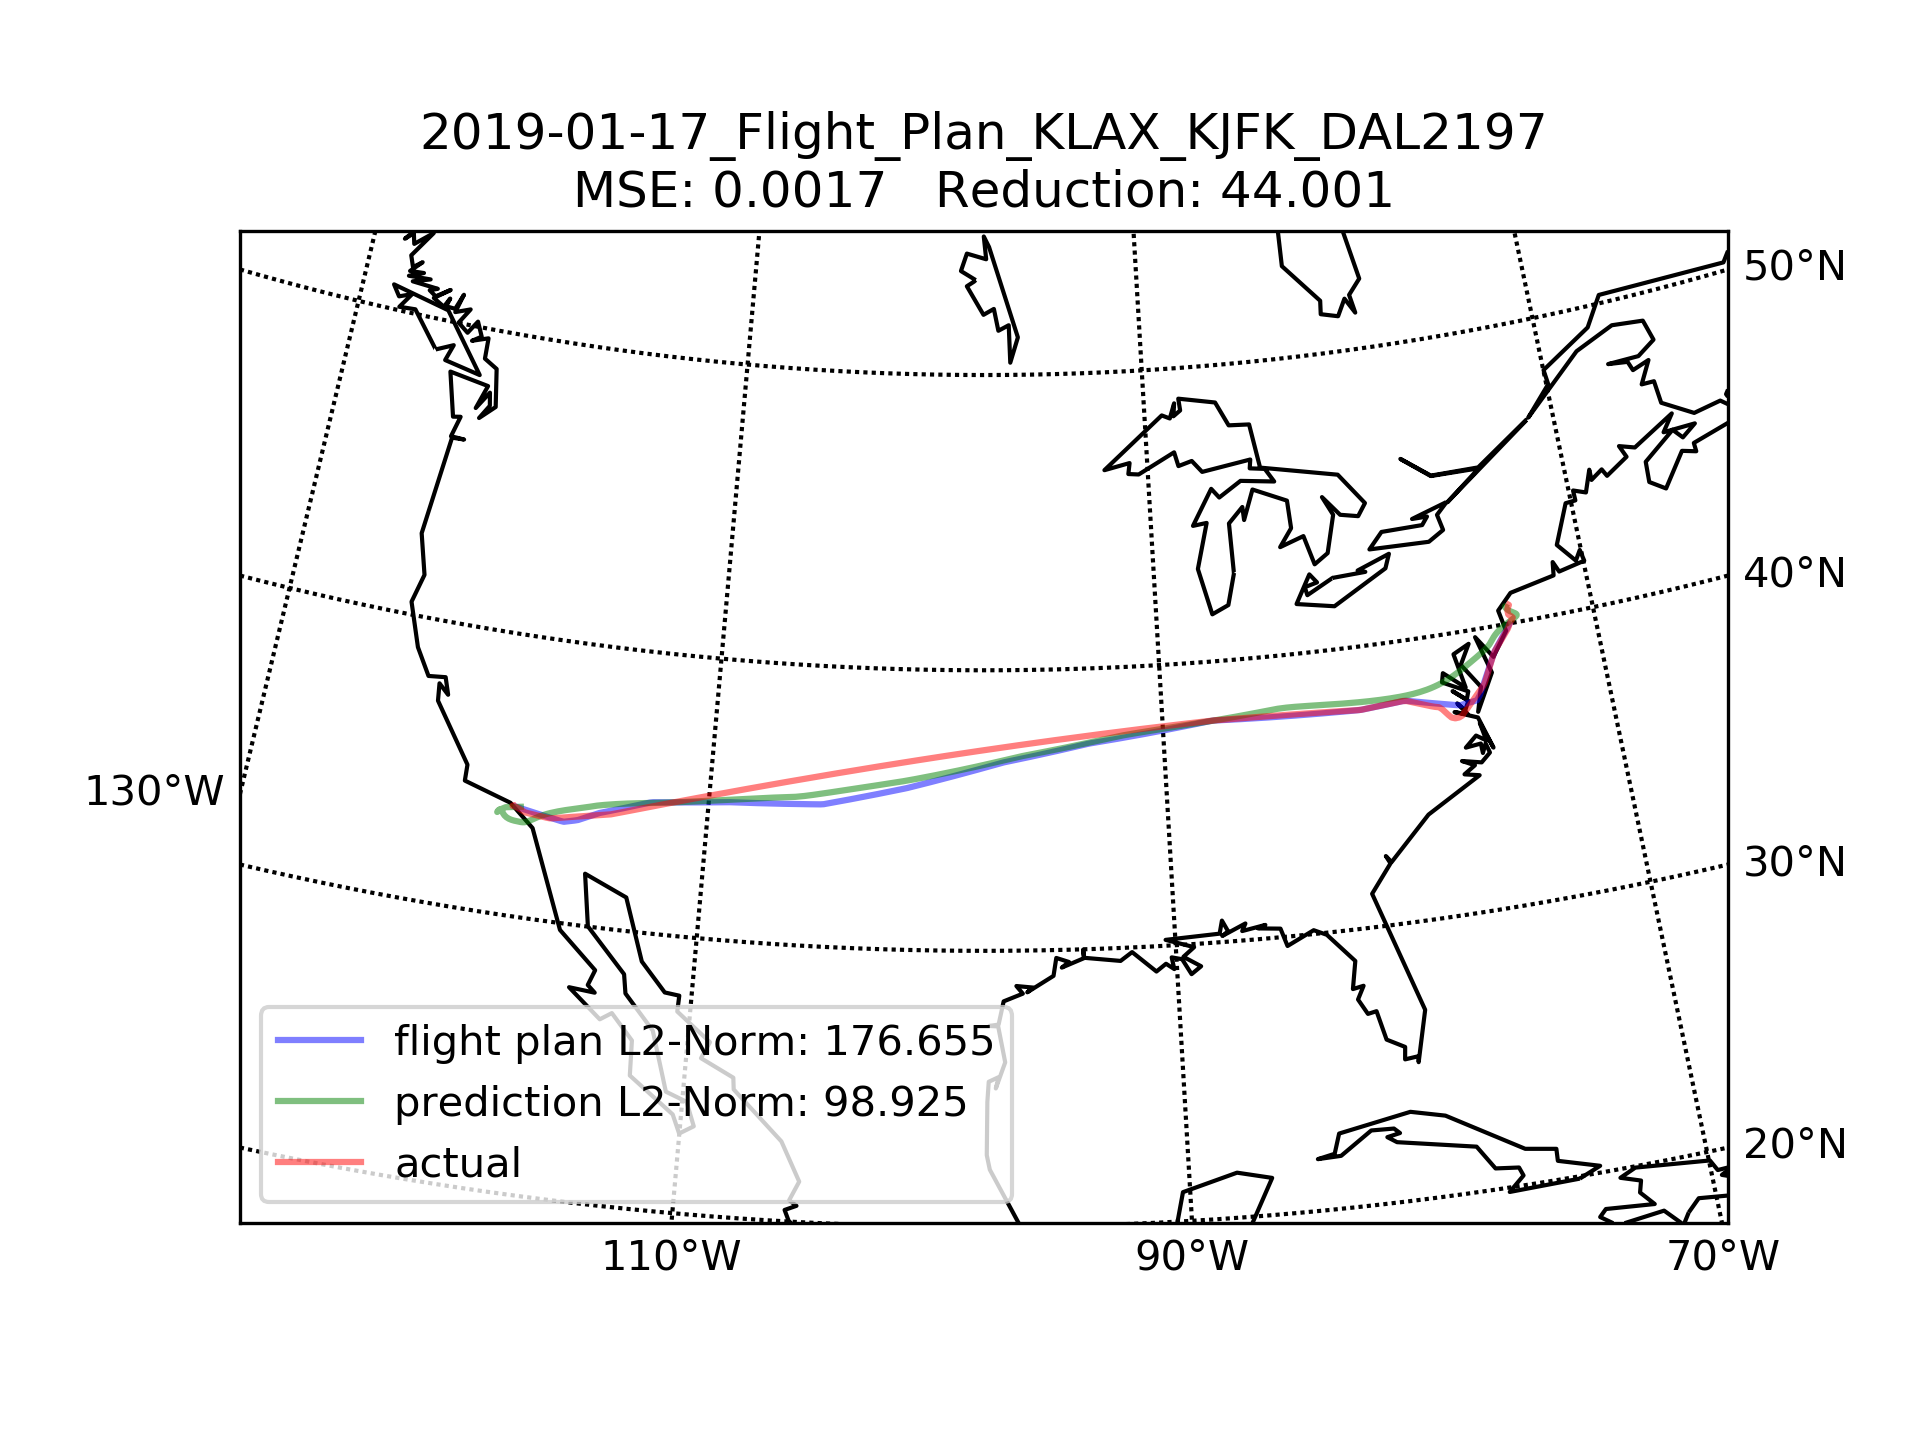 2019-01-17_Flight_Plan_KLAX_KJFK_DAL2197
MSE: 0.0017   Reduction: 44.001
50°N
40°N
130°W
30°N
flight plan L2-Norm: 176.655
prediction L2-Norm: 98.925
actual
20°N
110°W
90°W
70°W